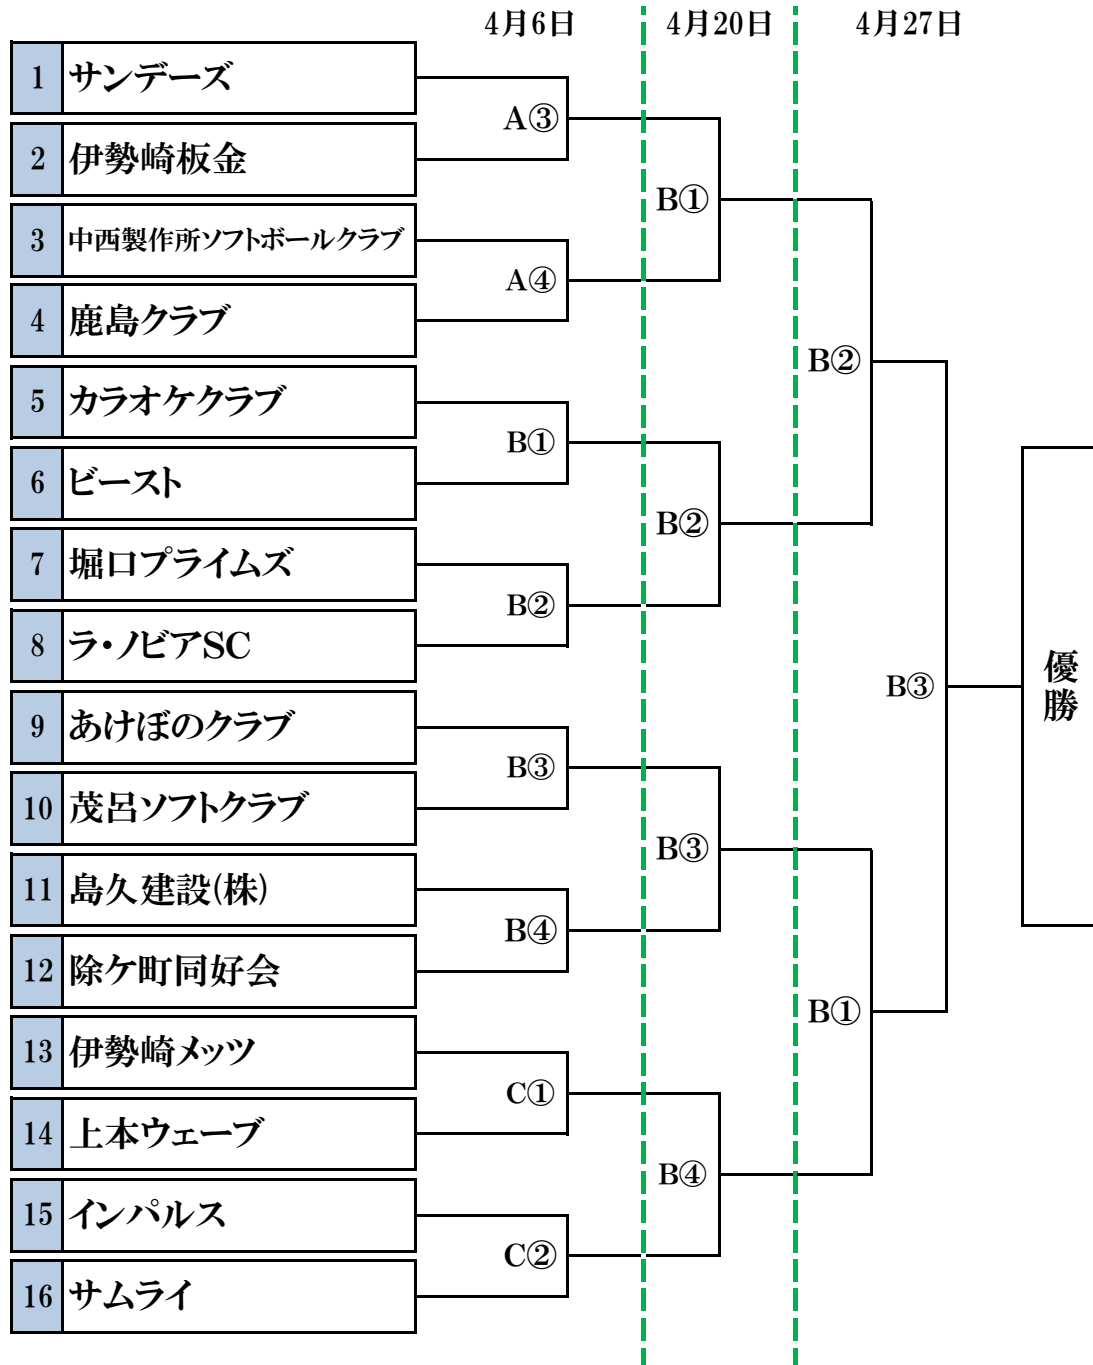 4月6日 4月20日 4月27日
1 サンデーズ
A③
2 伊勢崎板金
B①
3 中西製作所ソフトボールクラブ
A④
4 鹿島クラブ
B②
5 カラオケクラブ
B①
6 ビースト
B②
7 堀口プライムズ
B②
8 ラ・ノビアSC
B③
優勝
9 あけぼのクラブ
B③
10 茂呂ソフトクラブ
B③
11 島久建設(株)
B④
12 除ケ町同好会
B①
13 伊勢崎メッツ
C①
14 上本ウェーブ
B④
15 インパルス
C②
16 サムライ